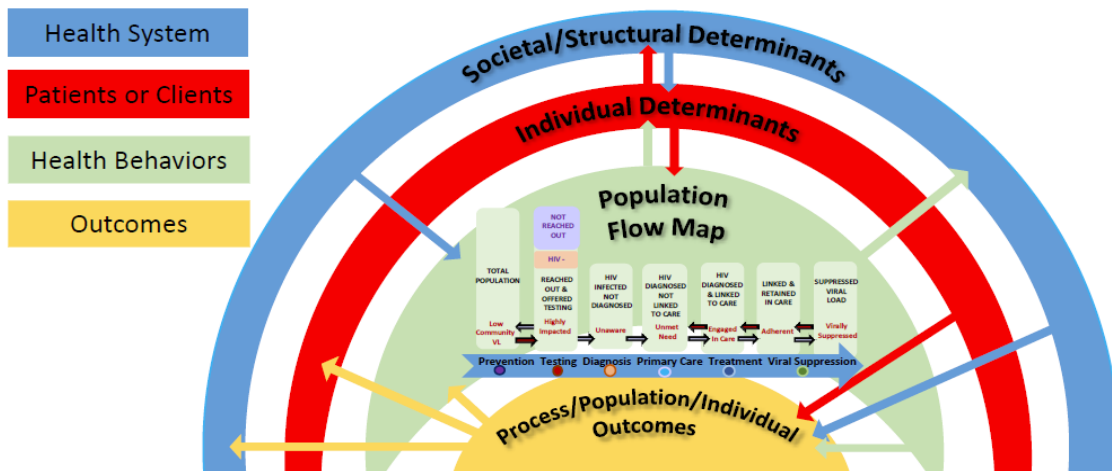 Health System
Patients or Clients
Health Behaviors
Outcomes
Societal/Structural Determinants
Individual Determinants
Population
Flow Map
NOT
REACHED
OUT
HIV -
TOTAL
POPULATION
Low
Community
VL
REACHED
OUT &
OFFERED
TESTING
Highly
Impacted
HIV
INFECTED
NOT
DIAGNOSED
Unaware
HIV
DIAGNOSED
NOT
LINKED
TO CARE
Unmet
Need
HIV
DIAGNOSED
& LINKED
TO CARE
Engaged
In Care
LINKED &
RETAINED
IN CARE
Adherent
SUPPRESSED
VIRAL
LOAD
Virally
Suppressed
Prevention Testing Diagnosis Primary Care Treatment Viral Suppression
Process/Population/Individual
Outcomes